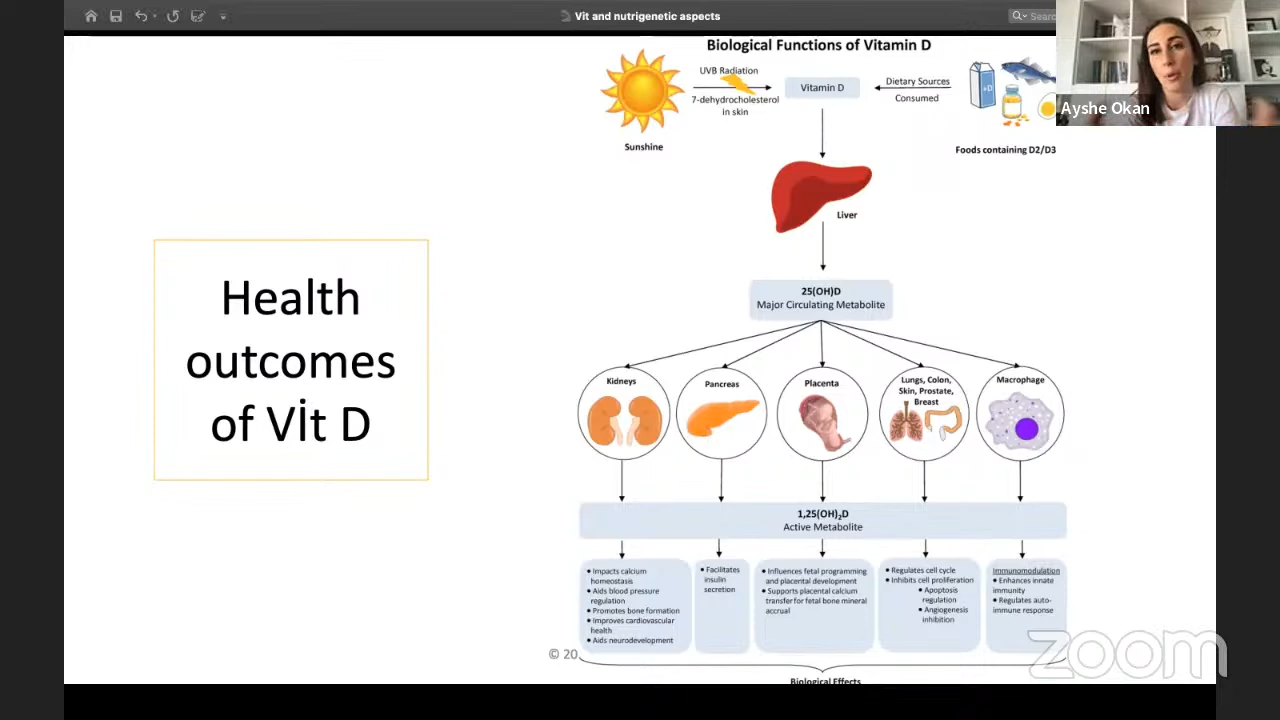 Vit and nutrigenetic aspects
Sear
Ayshe Okan
Health
outcomes
of Vİt D
Biological Functions of Vitamin D
UVB Radiation
7-dehydrocholesterol
in skin
Sunshine
Vitamin D
Dietary Sources
Consumed
+D
Foods containing D2/D3
Liver
25(OH)D
Major Circulating Metabolite
Kidneys
Pancreas
Placenta
Lungs, Colon,
Skin, Prostate,
Breast
Macrophage
1,25(OH)₂D
Active Metabolite
• Impacts calcium
homeostasis
• Aids blood pressure
regulation
• Promotes bone formation
• Improves cardiovascular
health
• Aids neurodevelopment
• Facilitates
insulin
secretion
• Influences fetal programming
and placental development
• Supports placental calcium
transfer for fetal bone mineral
accrual
• Regulates cell cycle
• Inhibits cell proliferation
• Apoptosis
regulation
• Angiogenesis
inhibition
Immunomodulation
• Enhances innate
immunity
• Regulates auto-
immune response
© 20
Biological Effects
zoom